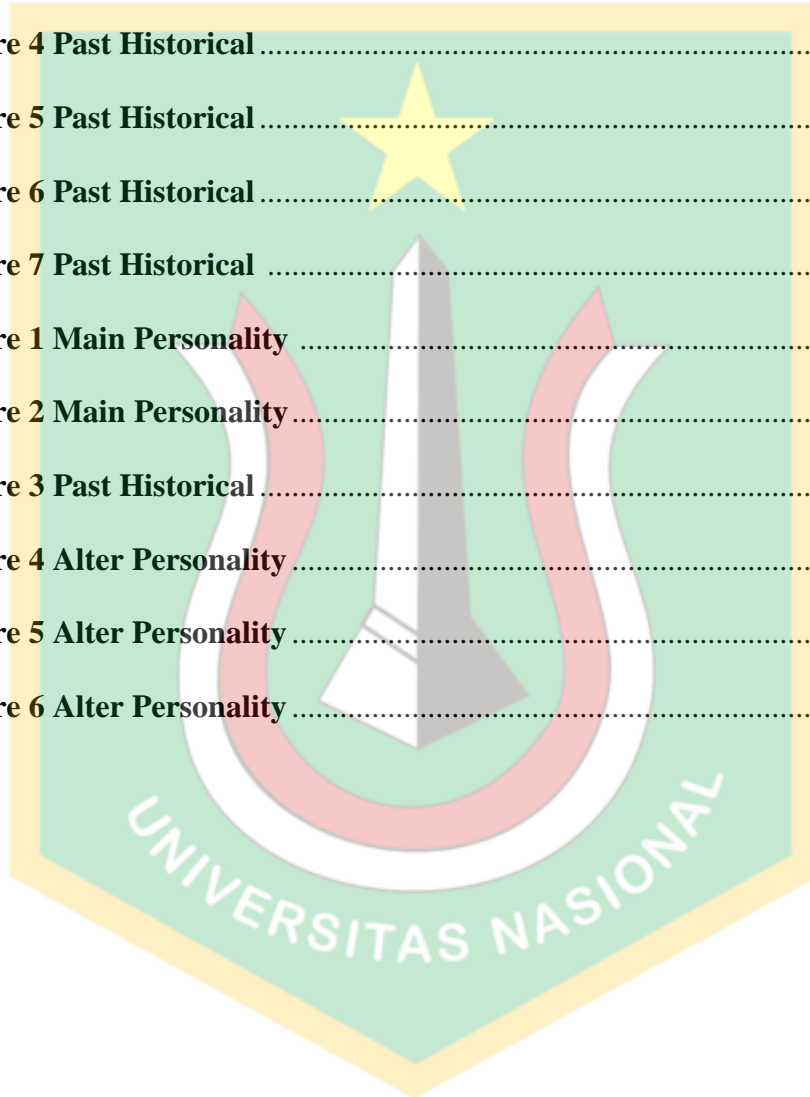 re 4 Past Historical ........................................................................
re 5 Past Historical ........................................................................
re 6 Past Historical ........................................................................
re 7 Past Historical ........................................................................
re 1 Main Personality ....................................................................
re 2 Main Personality ....................................................................
re 3 Past Historical ........................................................................
re 4 Alter Personality ....................................................................
re 5 Alter Personality ....................................................................
re 6 Alter Personality ....................................................................
UNIVERSITAS NASIONAL